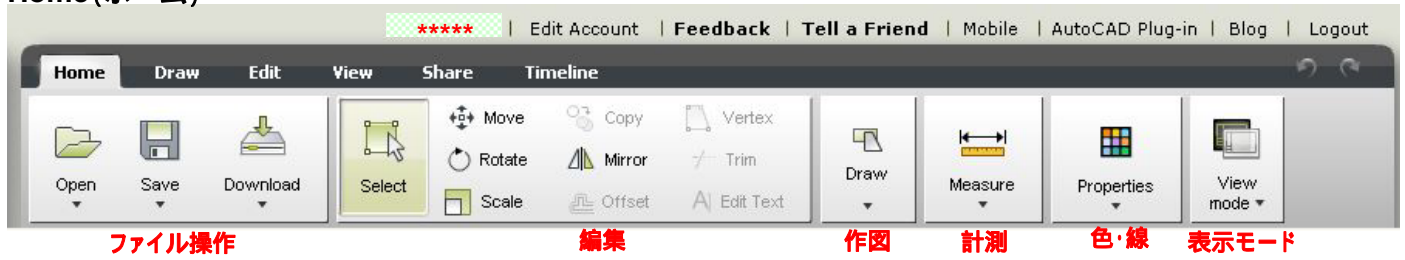 Home(ホーム)
***** | Edit Account | Feedback | Tell a Friend | Mobile | AutoCAD Plug-in | Blog | Logout
Home Draw Edit View Share Timeline
Move Copy Vertex
Rotate Mirror Trim
Scale Offset Edit Text
Open Save Download Select Draw Measure Properties View mode
ファイル操作 編集 作図 計測 色・線 表示モード